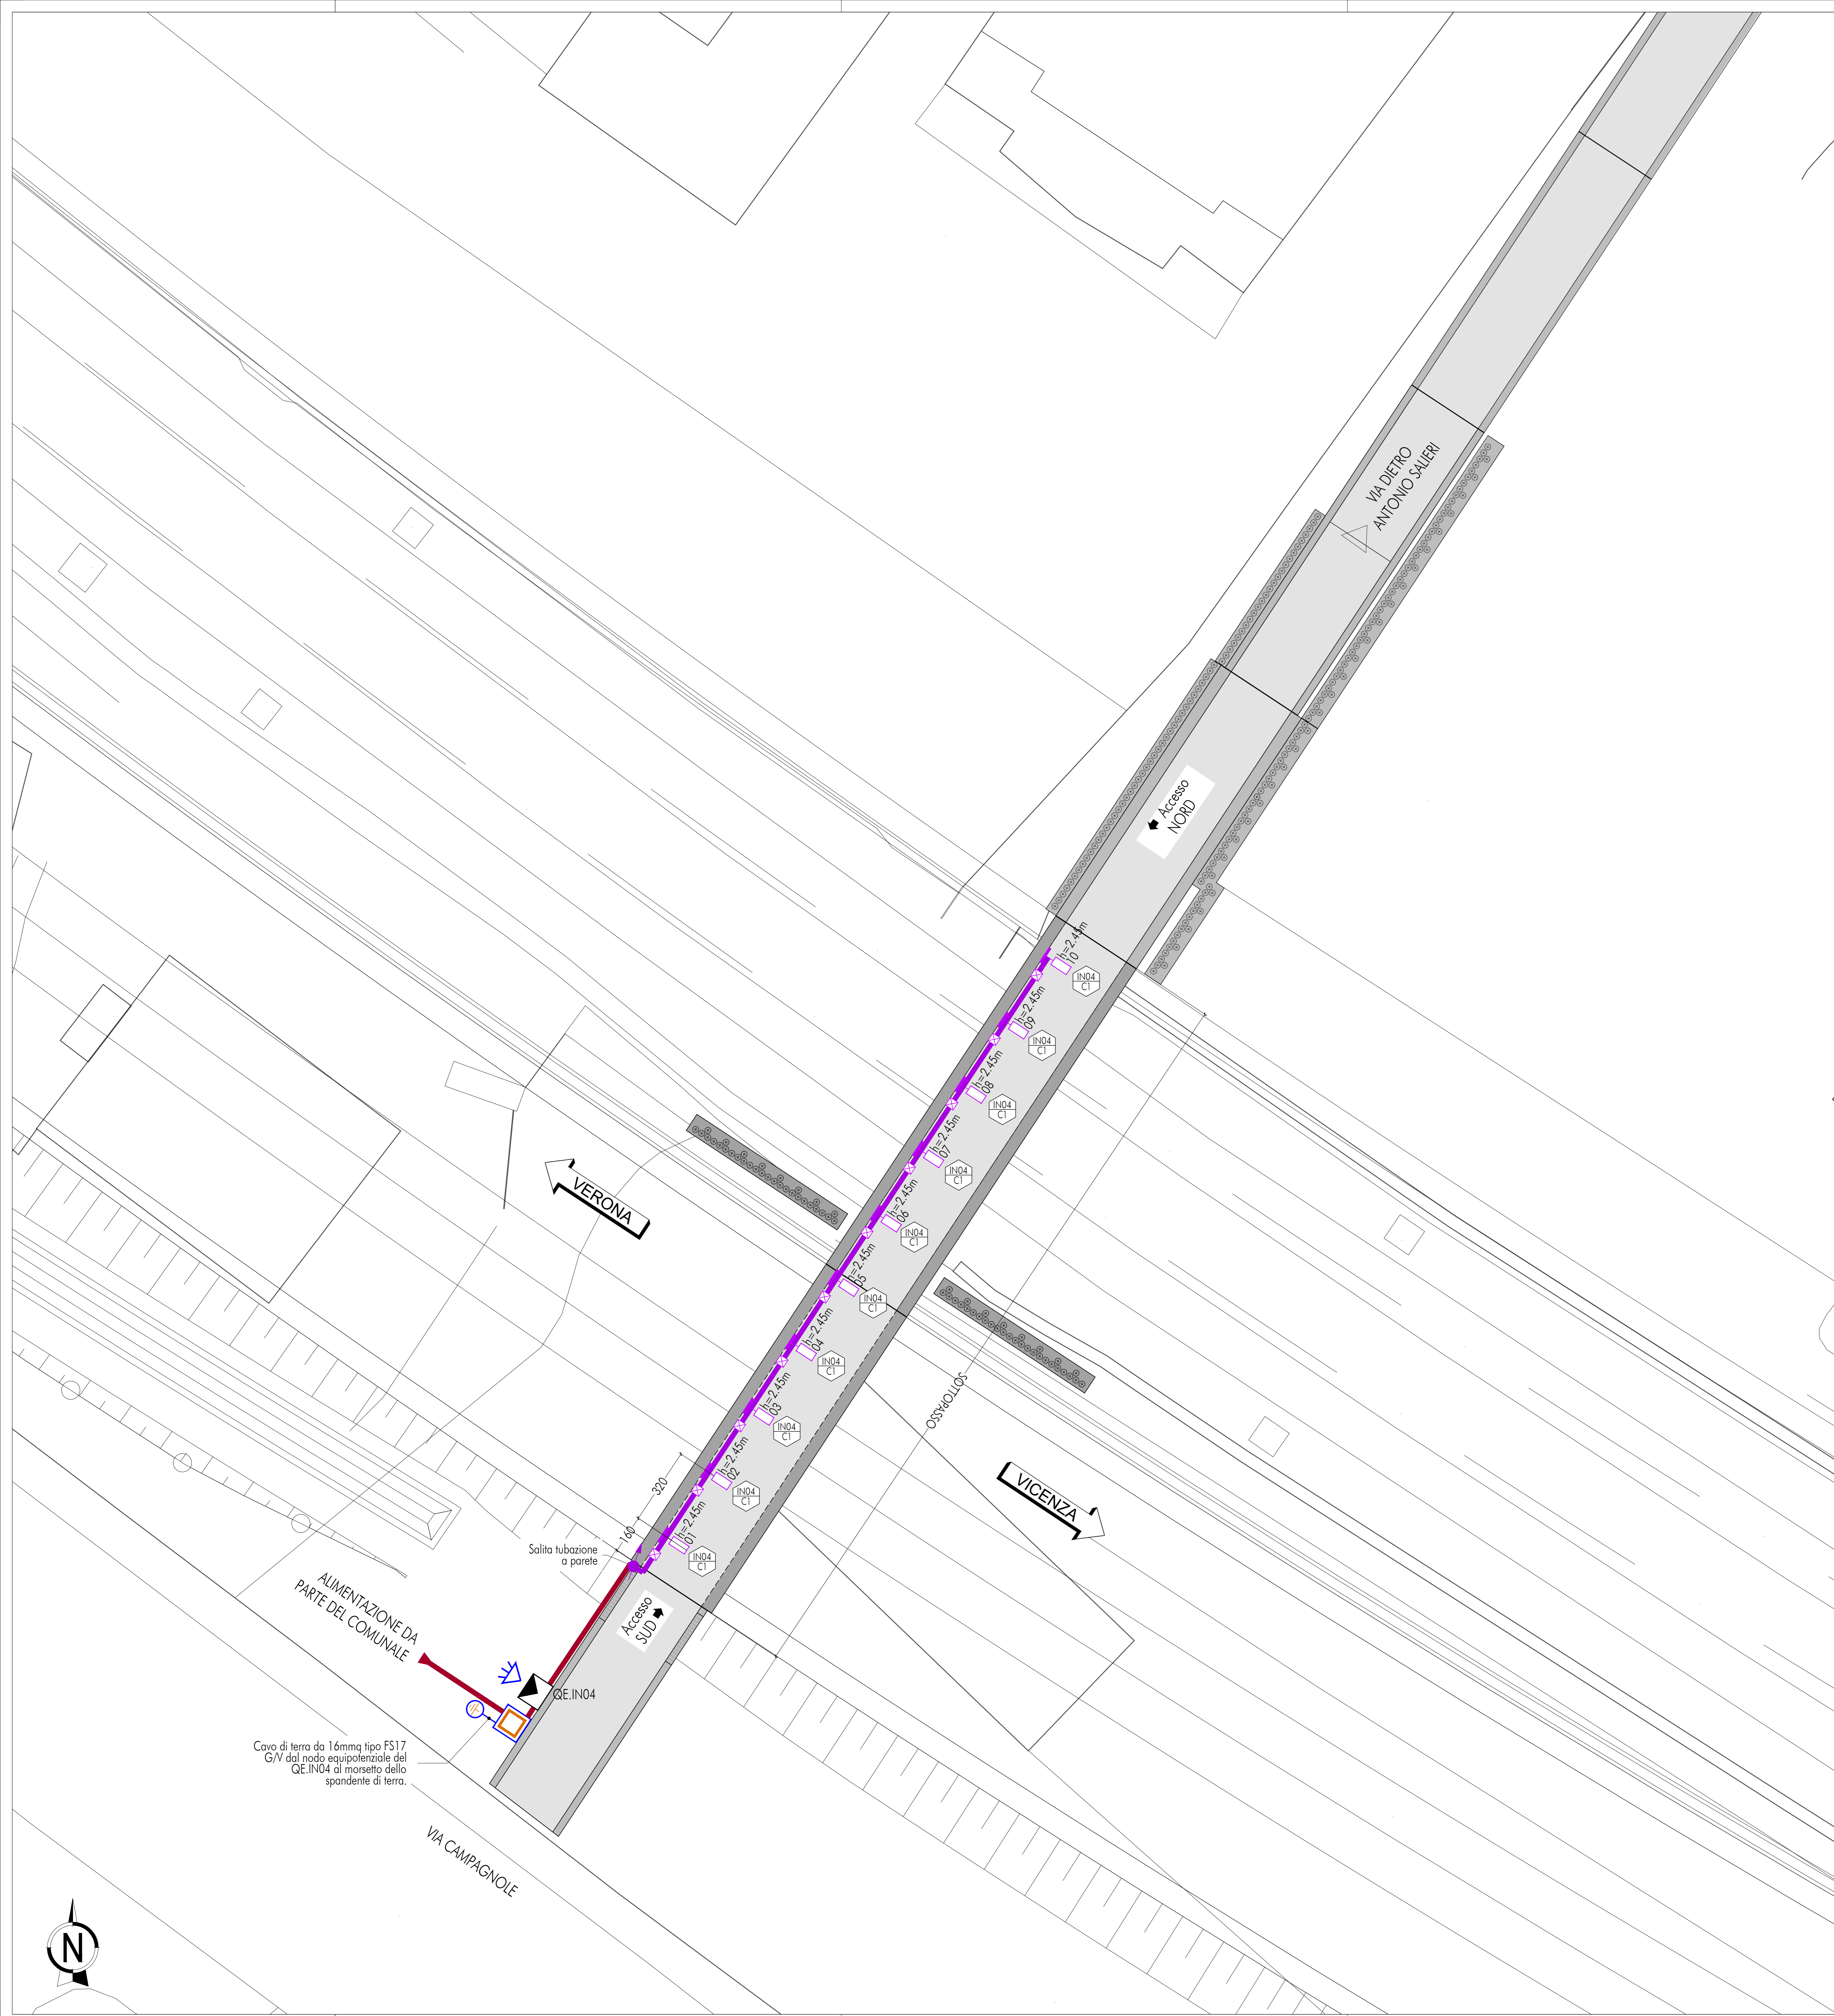 VIA DIETRO
ANTONIO SALIERI
Accesso
NORD
h=2.45m
10
IN04
C1
h=2.45m
09
IN04
C1
h=2.45m
08
IN04
C1
h=2.45m
07
IN04
C1
h=2.45m
06
IN04
C1
h=2.45m
05
IN04
C1
h=2.45m
04
IN04
C1
h=2.45m
03
IN04
C1
h=2.45m
02
IN04
C1
h=2.45m
01
IN04
C1
VERONA
SOTTOPASSO
VICENZA
320
160
Salita tubazione
a parete
Accesso
SUD
ALIMENTAZIONE DA
PARTE DEL COMUNALE
QE.IN04
Cavo di terra da 16mmq tipo FS17
G/V dal nodo equipotenziale del
QE.IN04 al morsetto dello
spandente di terra.
VIA CAMPAGNOLE
N